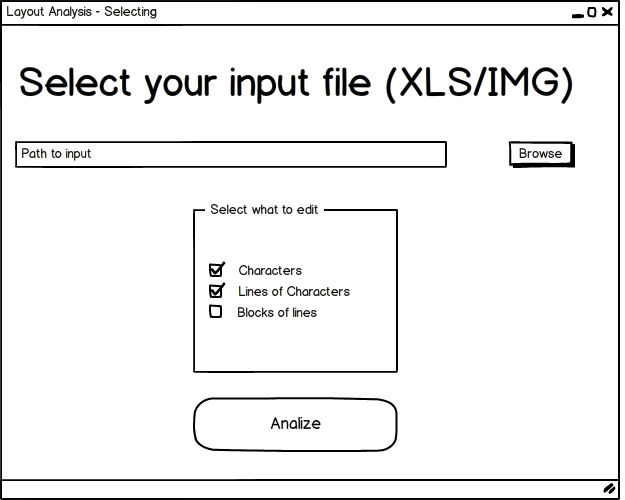 Layout Analysis - Selecting
Select your input file (XLS/IMG)
Path to input
Browse
Select what to edit
Characters
Lines of Characters
Blocks of lines
Analize